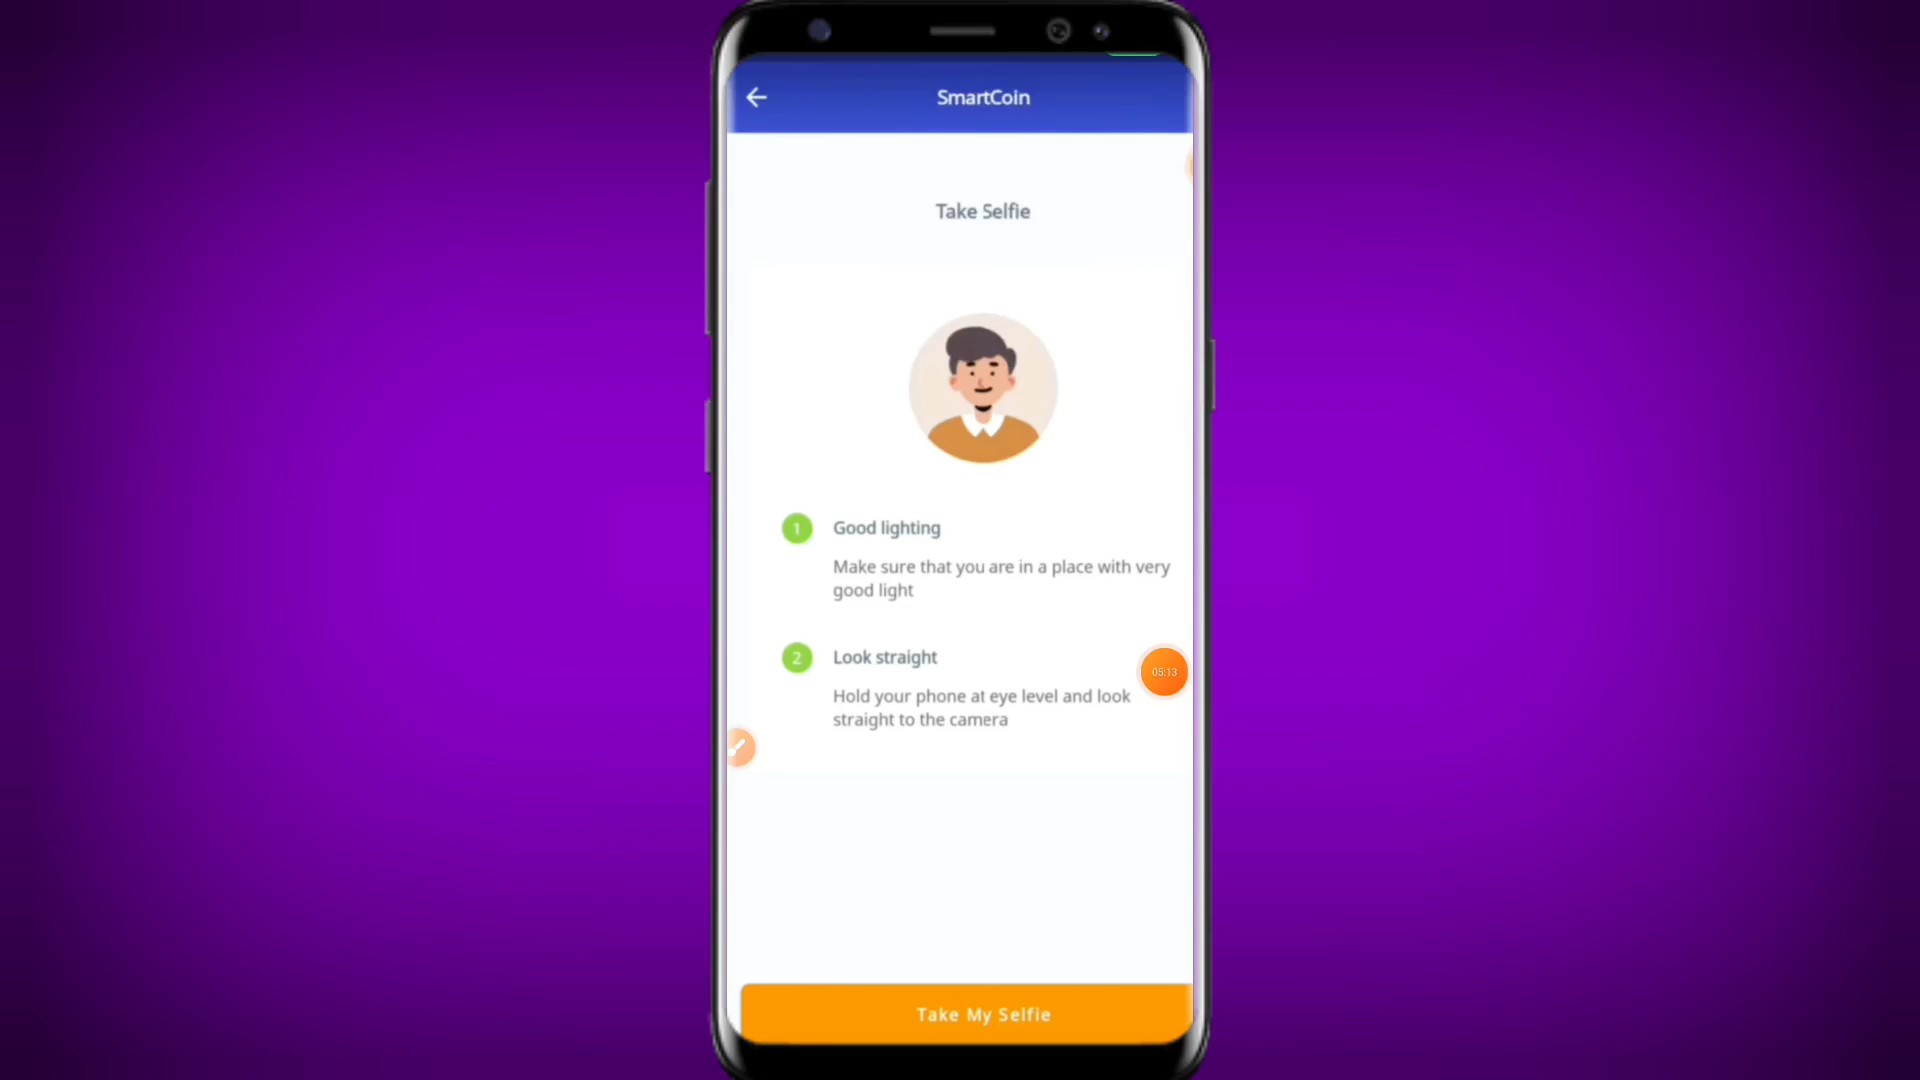 SmartCoin
Take Selfie
1 Good lighting
Make sure that you are in a place with very
good light
2 Look straight
05:13
Hold your phone at eye level and look
straight to the camera
Take My Selfie